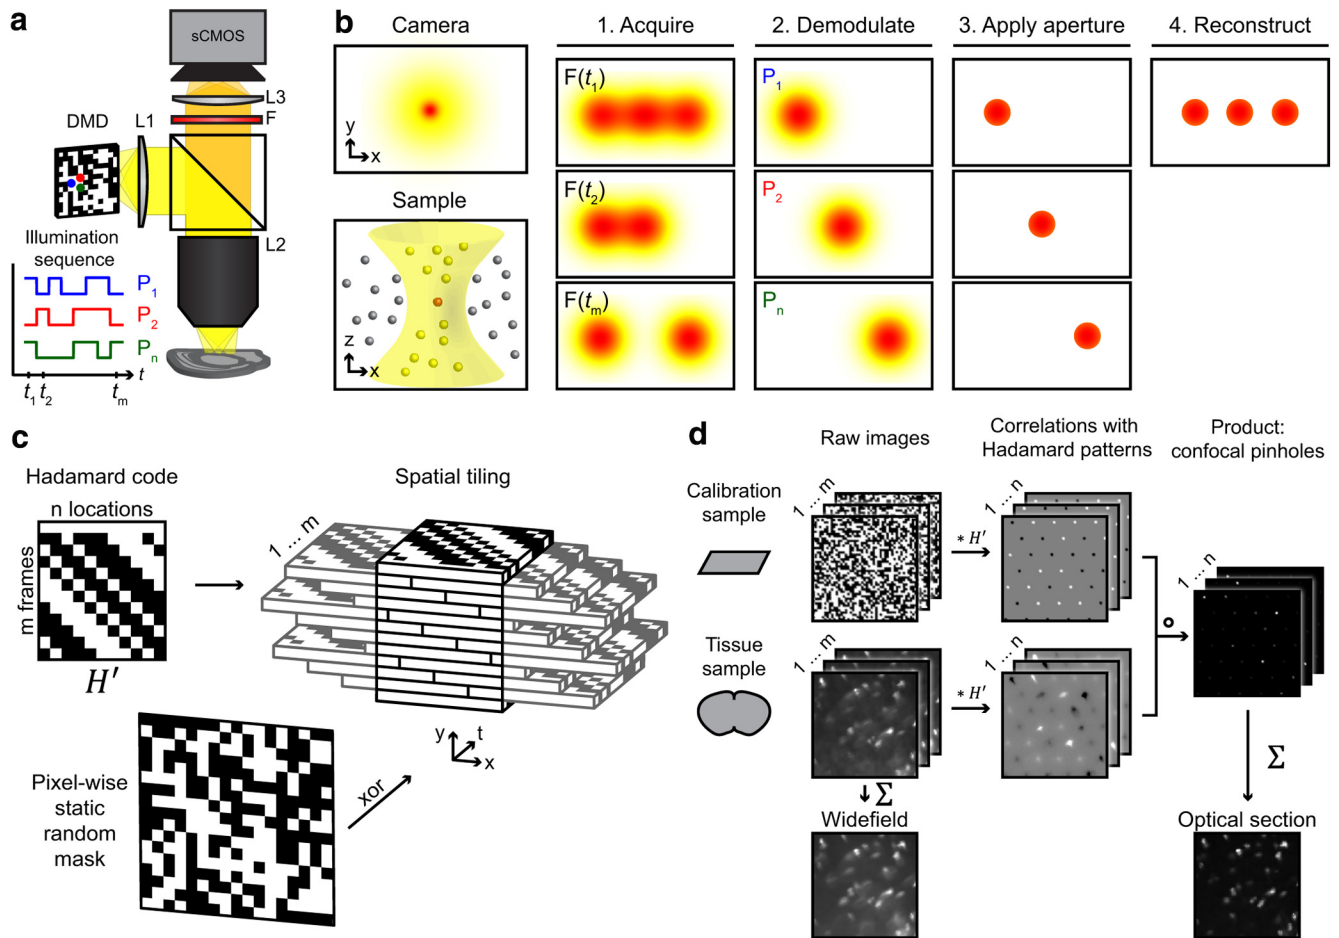 a
sCMOS
L3
F
DMD
L1
L2
Illumination
sequence
P1
P2
Pn
t1 t2 tm t
b
Camera
y
x
Sample
z
x
1. Acquire
F(t1)
F(t2)
F(tm)
2. Demodulate
P1
P2
Pn
3. Apply aperture
4. Reconstruct
c
Hadamard code
n locations
m frames
H′
Spatial tiling
1 ... m
y
t
x
Pixel-wise
static
random
mask
xor
d
Raw images
Correlations with
Hadamard patterns
Product:
confocal pinholes
Calibration
sample
1 ... m
* H′
1 ... n
1 ... n
Tissue
sample
1 ... m
* H′
1 ... n
Σ
Σ
Widefield
Optical section